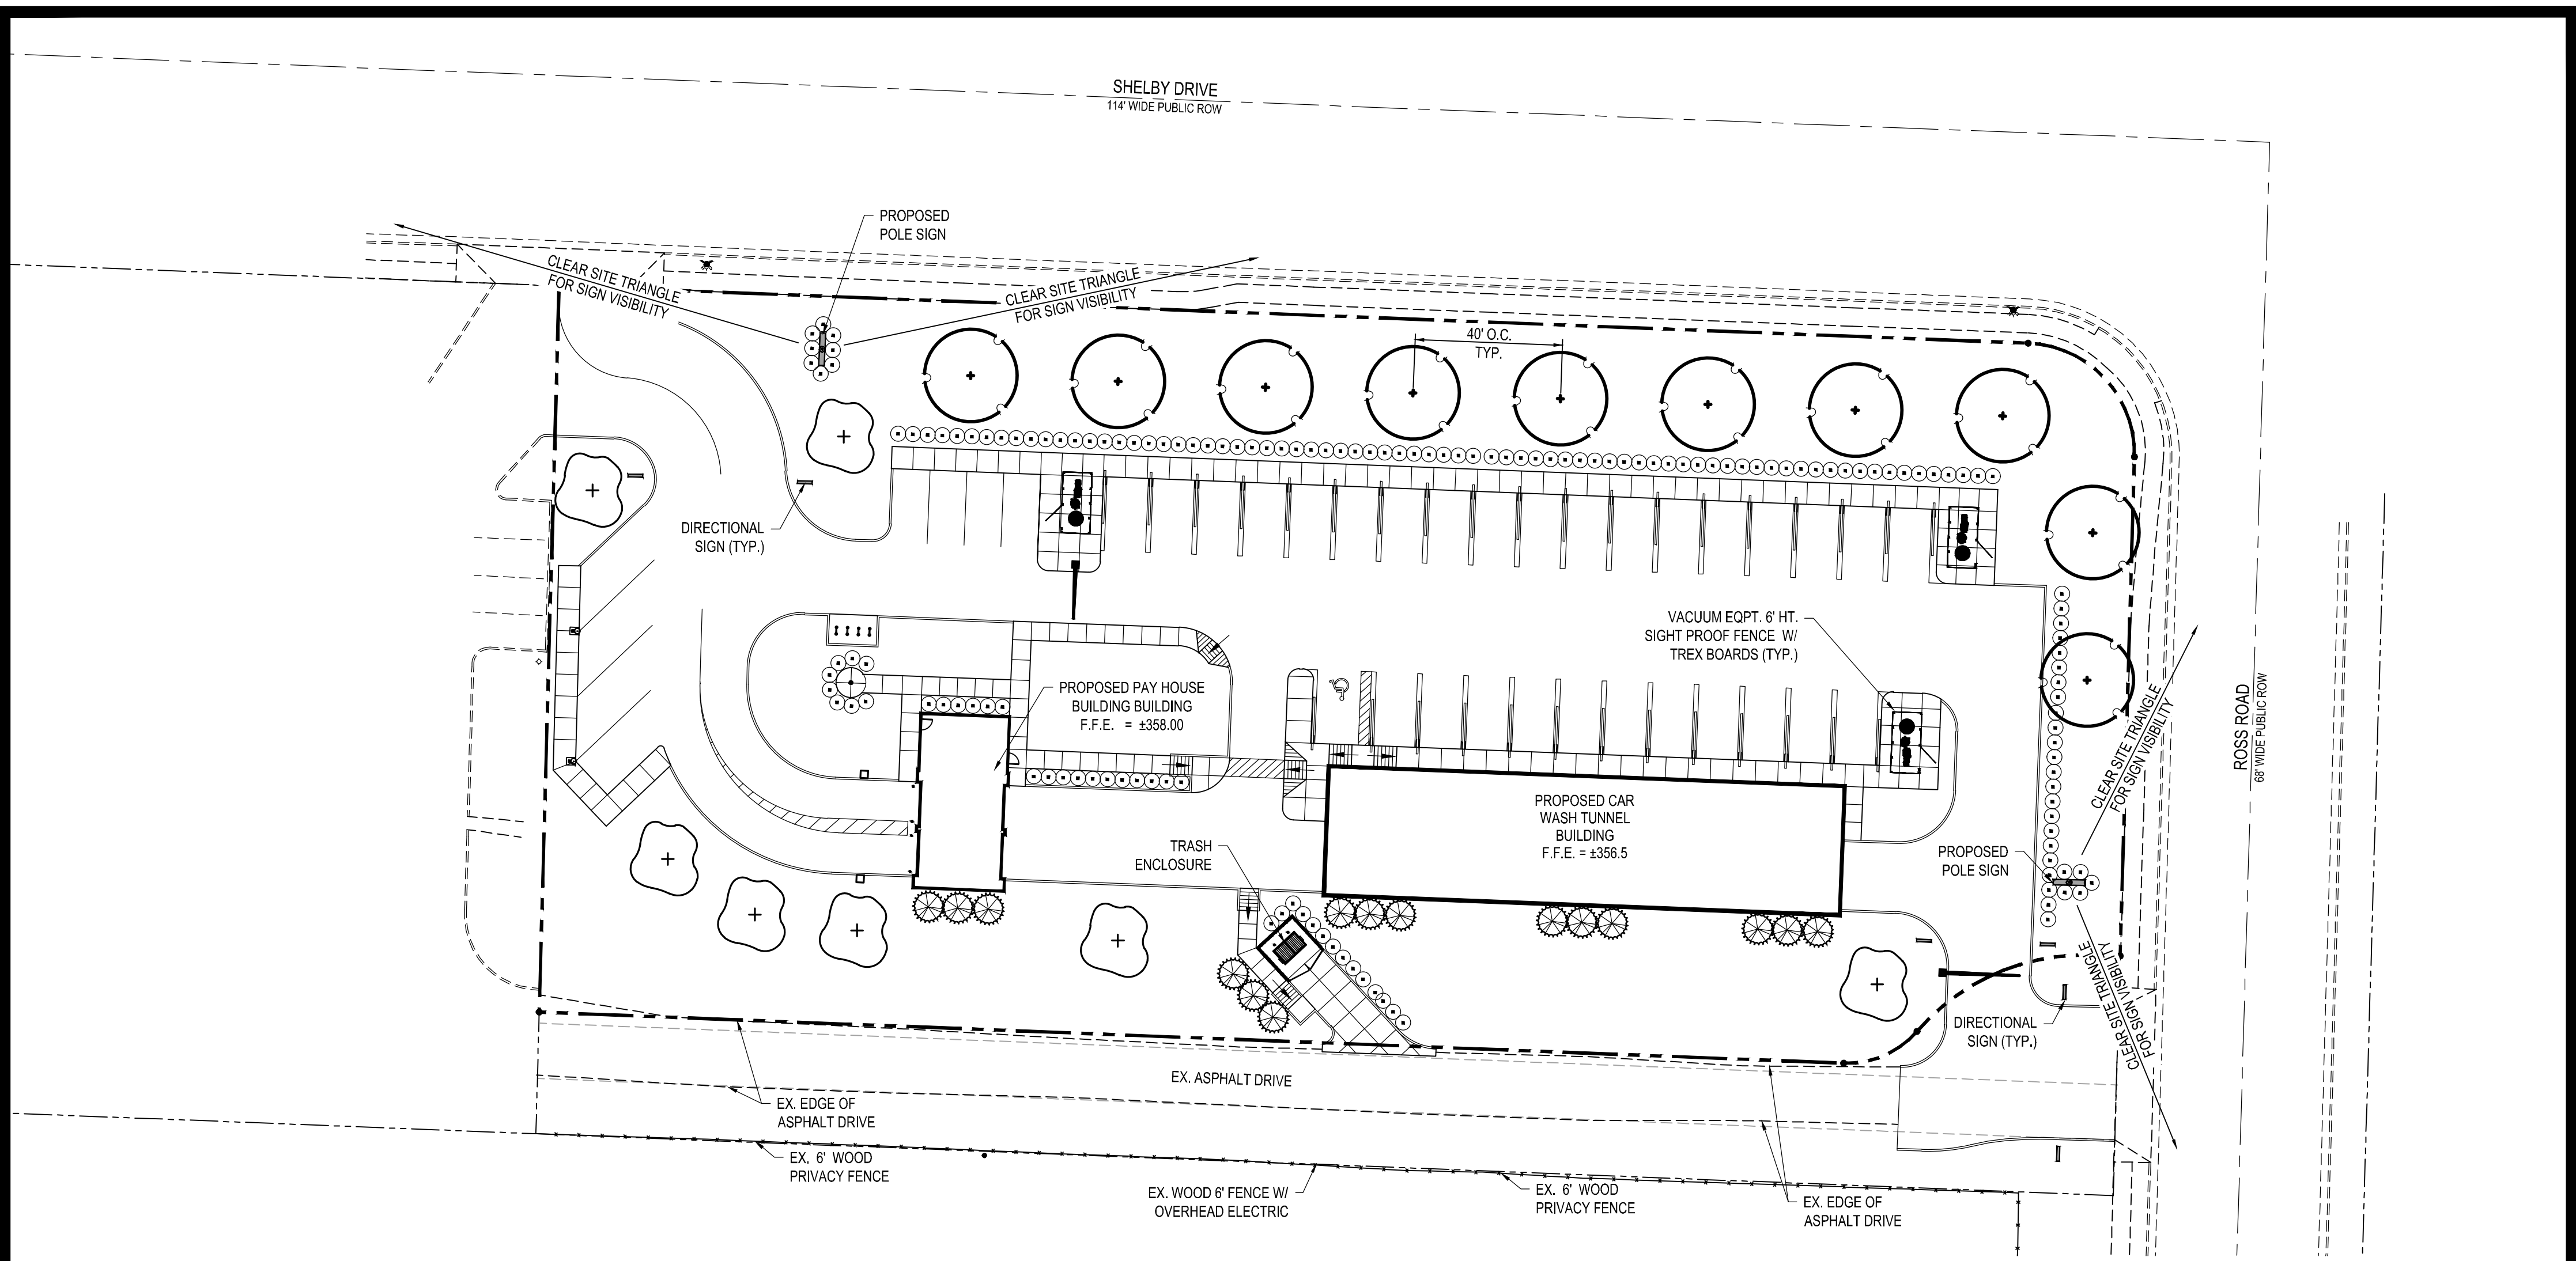 SHELBY DRIVE
114' WIDE PUBLIC ROW
PROPOSED
POLE SIGN
CLEAR SITE TRIANGLE
FOR SIGN VISIBILITY
CLEAR SITE TRIANGLE
FOR SIGN VISIBILITY
40' O.C.
TYP.
DIRECTIONAL
SIGN (TYP.)
VACUUM EQPT. 6' HT.
SIGHT PROOF FENCE W/
TREX BOARDS (TYP.)
PROPOSED PAY HOUSE
BUILDING BUILDING
F.F.E. = ±358.00
ROSS ROAD
68' WIDE PUBLIC ROW
CLEAR SITE TRIANGLE
FOR SIGN VISIBILITY
PROPOSED CAR
WASH TUNNEL
BUILDING
F.F.E. = ±356.5
TRASH
ENCLOSURE
PROPOSED
POLE SIGN
CLEAR SITE TRIANGLE
FOR SIGN VISIBILITY
DIRECTIONAL
SIGN (TYP.)
EX. ASPHALT DRIVE
EX. EDGE OF
ASPHALT DRIVE
EX. 6' WOOD
PRIVACY FENCE
EX. WOOD 6' FENCE W/
OVERHEAD ELECTRIC
EX. 6' WOOD
PRIVACY FENCE
EX. EDGE OF
ASPHALT DRIVE